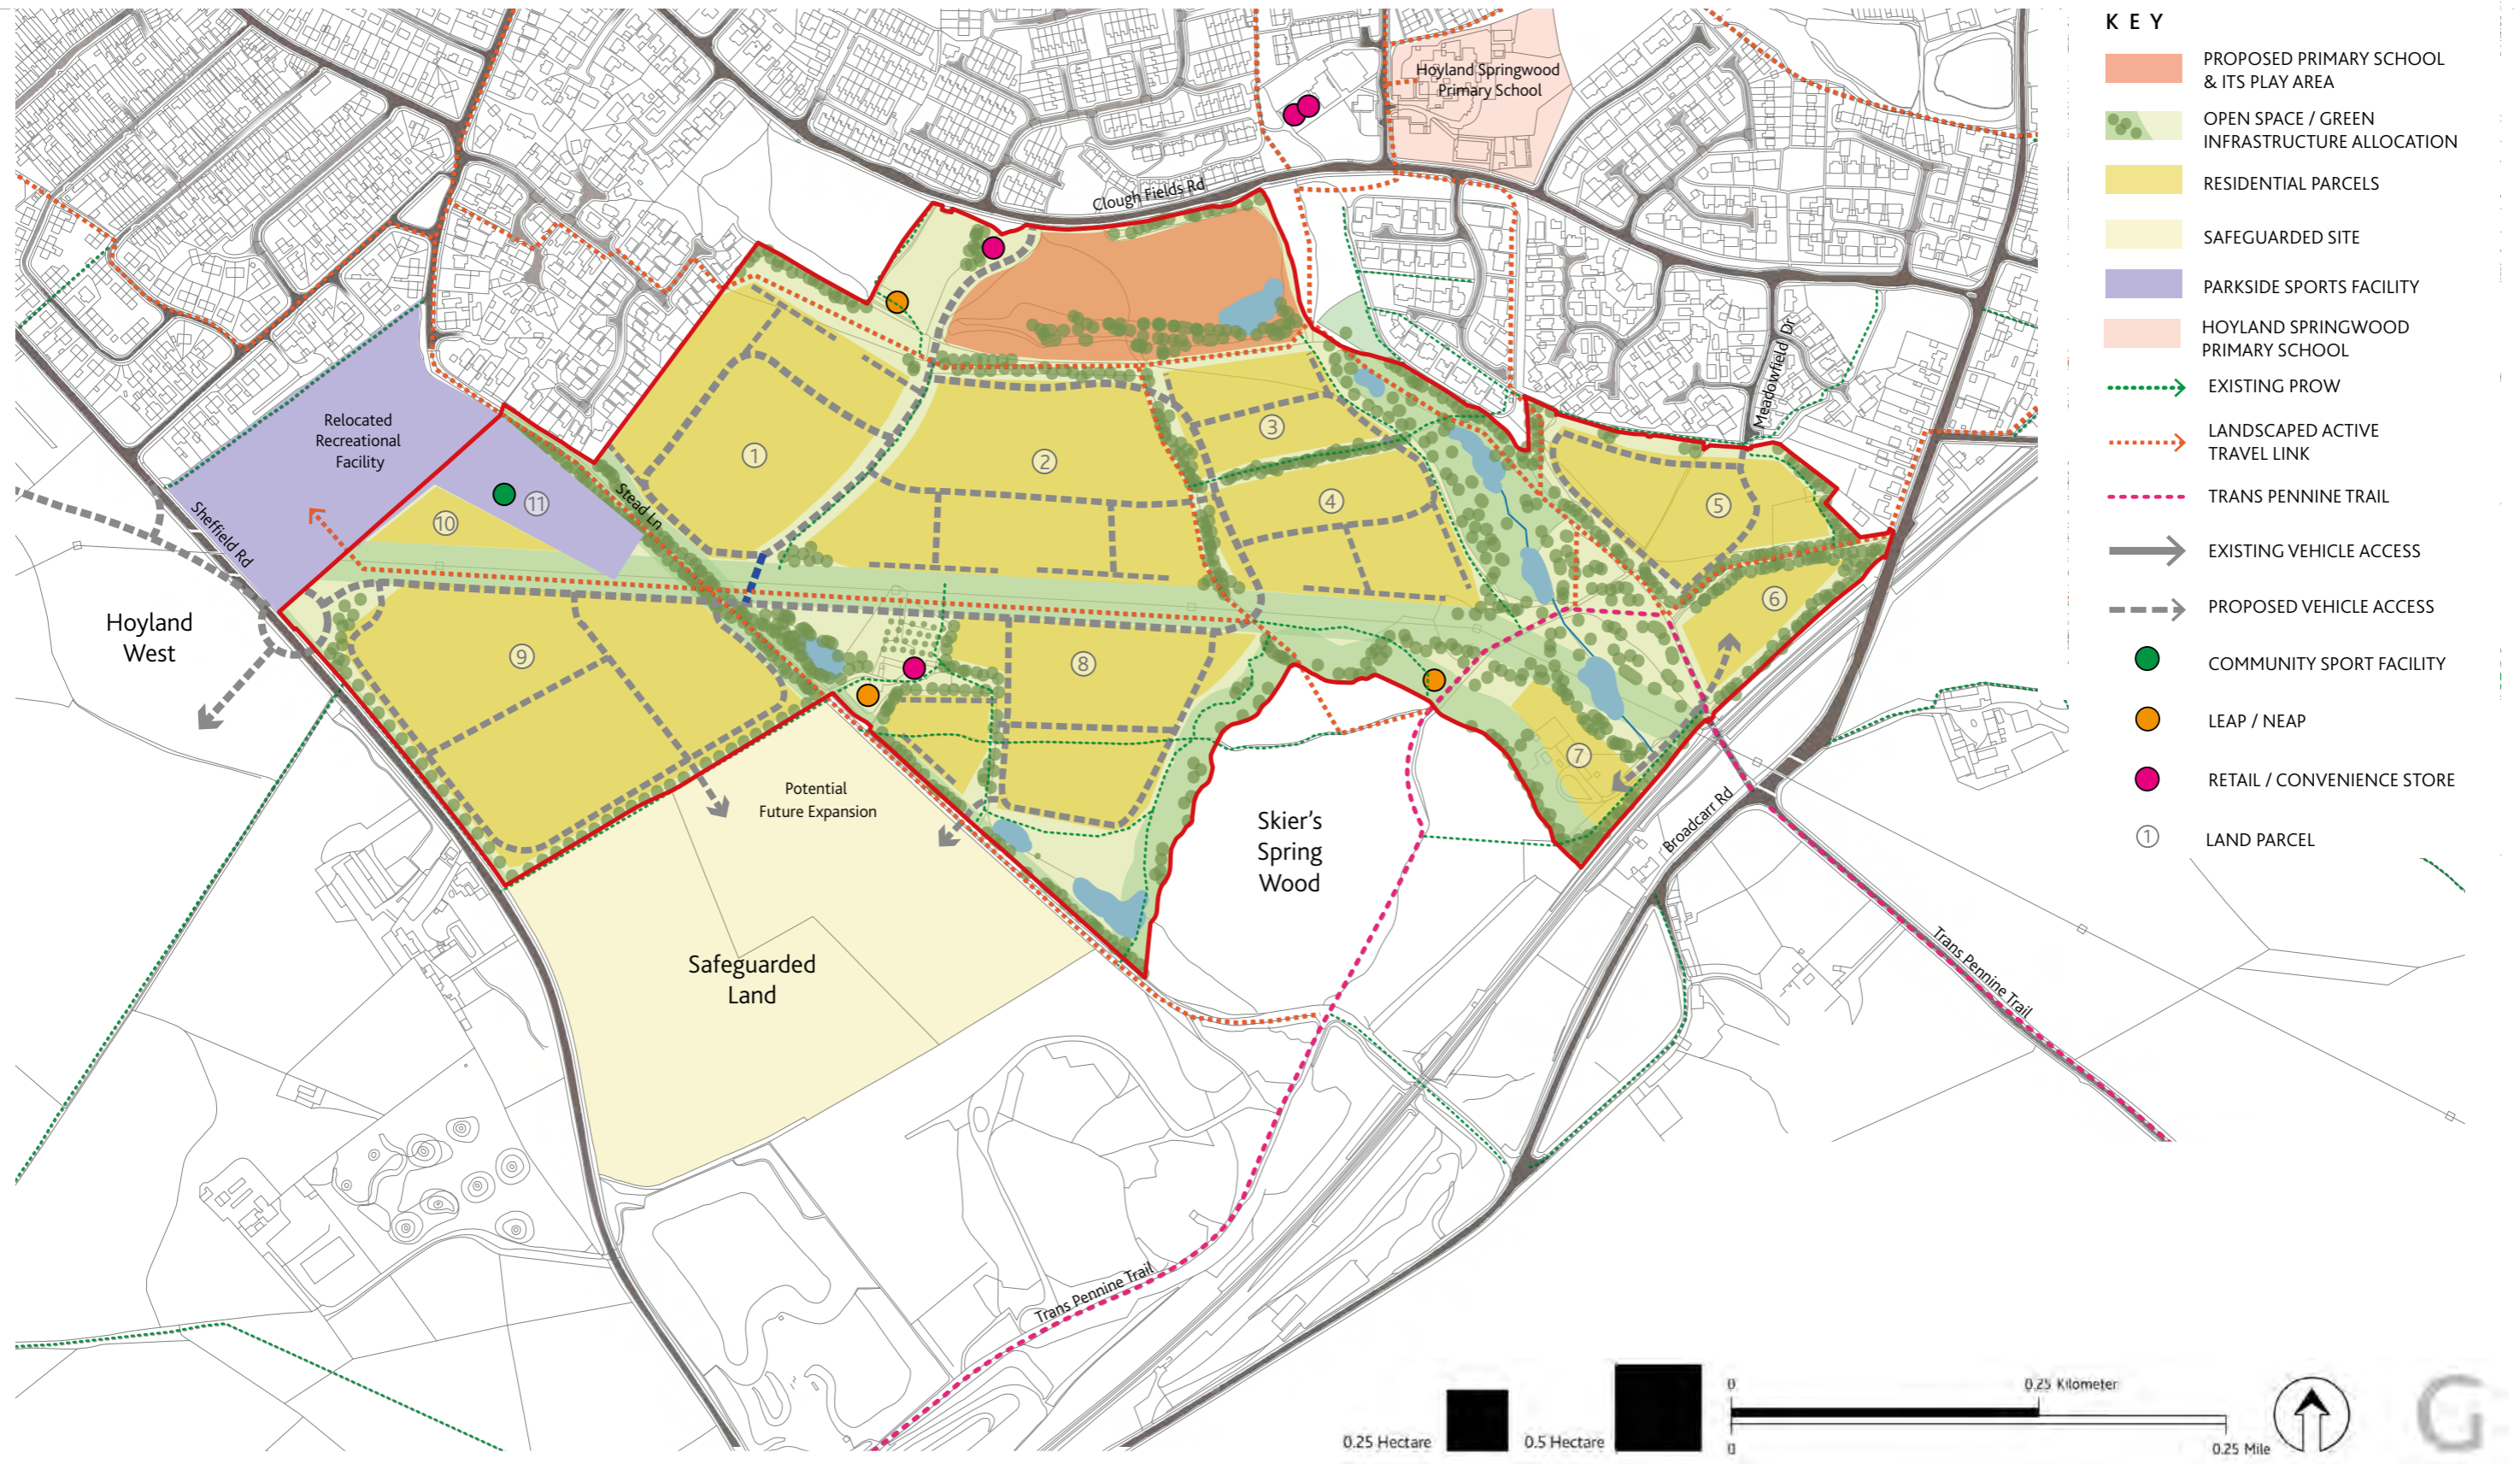 KEY
PROPOSED PRIMARY SCHOOL
& ITS PLAY AREA
OPEN SPACE / GREEN
INFRASTRUCTURE ALLOCATION
RESIDENTIAL PARCELS
SAFEGUARDED SITE
PARKSIDE SPORTS FACILITY
HOYLAND SPRINGWOOD
PRIMARY SCHOOL
EXISTING PROW
LANDSCAPED ACTIVE
TRAVEL LINK
TRANS PENNINE TRAIL
EXISTING VEHICLE ACCESS
PROPOSED VEHICLE ACCESS
COMMUNITY SPORT FACILITY
LEAP / NEAP
RETAIL / CONVENIENCE STORE
1
LAND PARCEL
Hoyland Springwood
Primary School
Clough Fields Rd
Meadowfield Dr
Relocated
Recreational
Facility
Sheffield Rd
Stead Ln
1
2
3
4
5
6
7
8
9
10
11
Hoyland
West
Potential
Future Expansion
Safeguarded
Land
Skier's
Spring
Wood
Broadcarr Rd
Trans Pennine Trail
Trans Pennine Trail
0.25 Hectare
0.5 Hectare
0
0.25 Kilometer
0
0.25 Mile
G